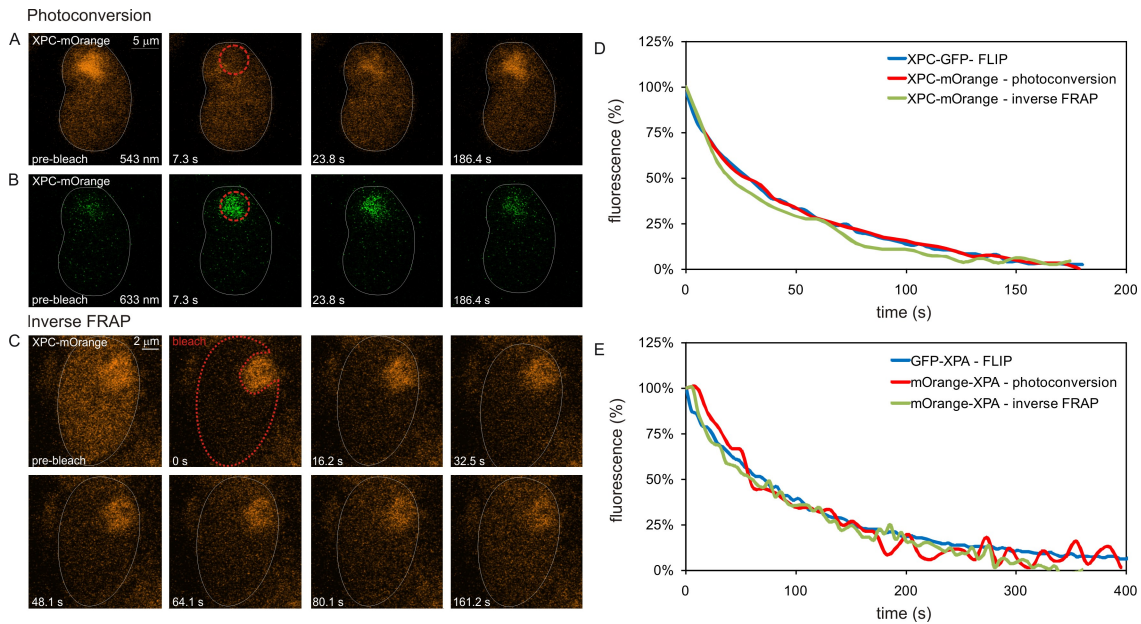 Photoconversion
A
XPC-mOrange
5 μm
pre-bleach
543 nm
7.3 s
23.8 s
186.4 s
B
XPC-mOrange
pre-bleach
633 nm
7.3 s
23.8 s
186.4 s
Inverse FRAP
C
XPC-mOrange
2 μm
pre-bleach
bleach
0 s
16.2 s
32.5 s
48.1 s
64.1 s
80.1 s
161.2 s
D
125%
100%
75%
50%
25%
0%
fluorescence (%)
XPC-GFP- FLIP
XPC-mOrange - photoconversion
XPC-mOrange - inverse FRAP
0 50 100 150 200
time (s)
E
125%
100%
75%
50%
25%
0%
fluorescence (%)
GFP-XPA - FLIP
mOrange-XPA - photoconversion
mOrange-XPA - inverse FRAP
0 100 200 300 400
time (s)